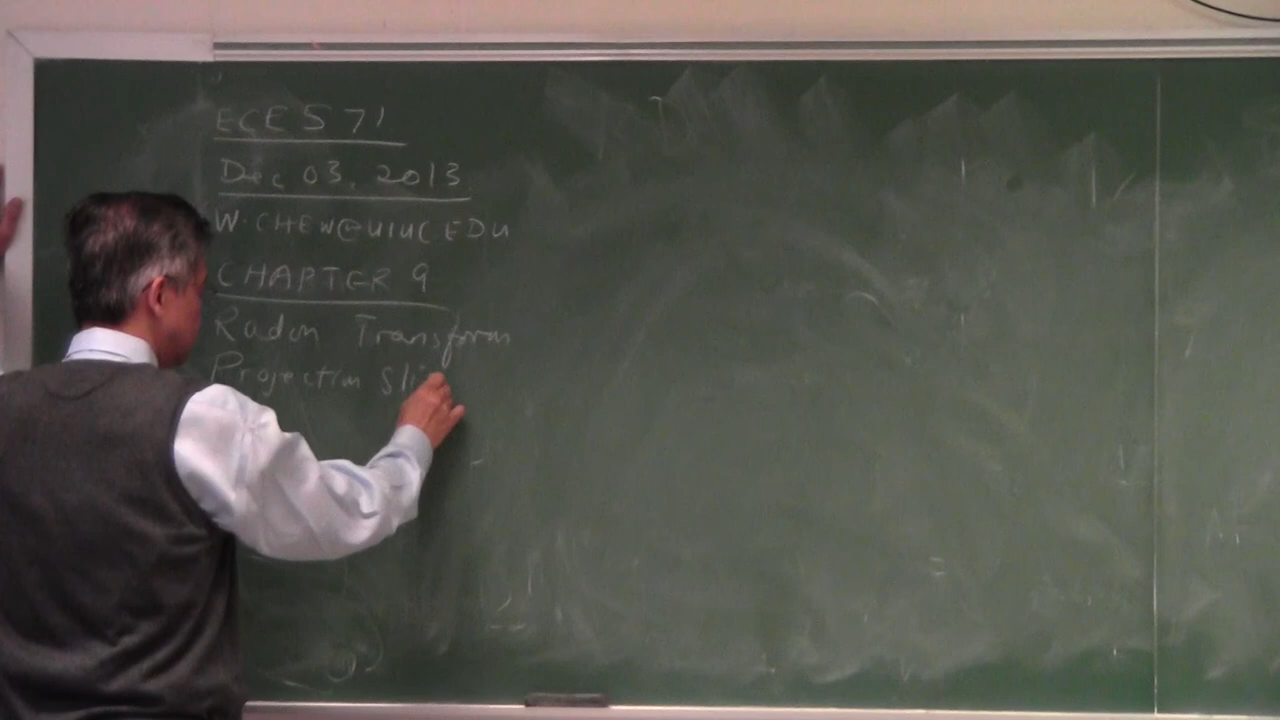 ECE 571
Dec 03, 2013
W-CHEW@UIUC EDU
CHAPTER 9
Radon Transform
Projection Sli